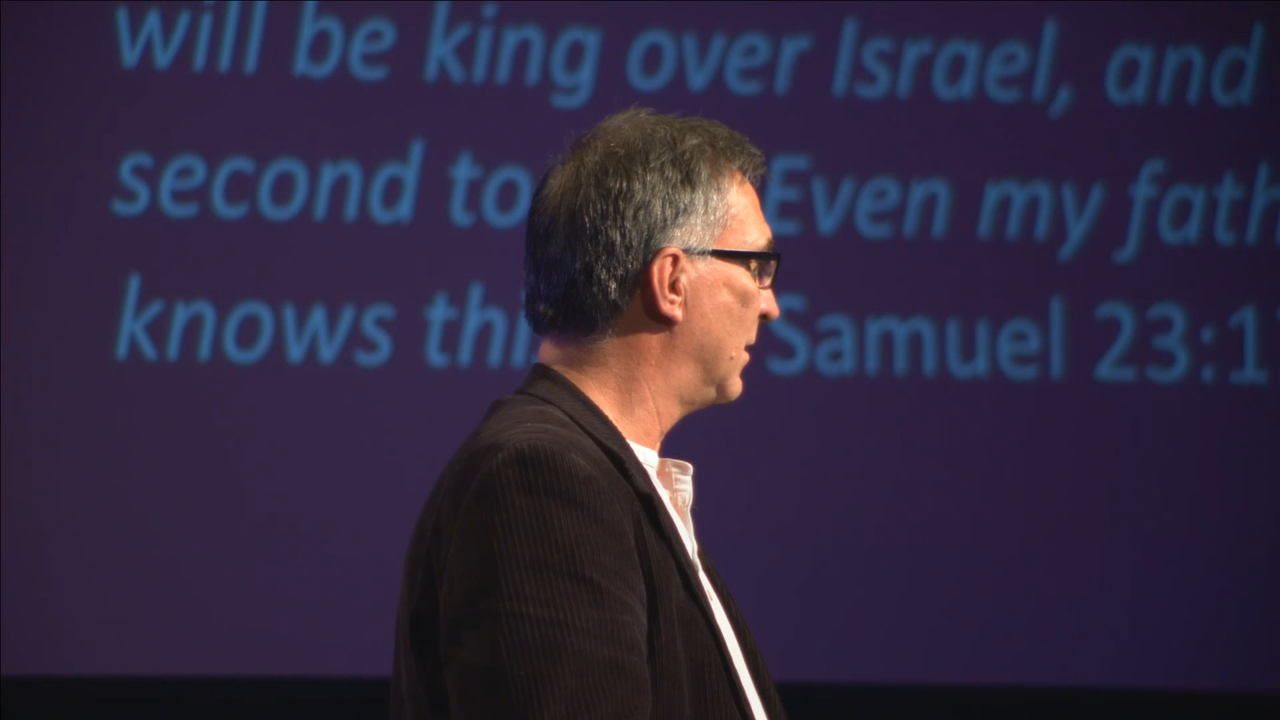 will be king over Israel, and
second to Even my fath
knows thi Samuel 23:1